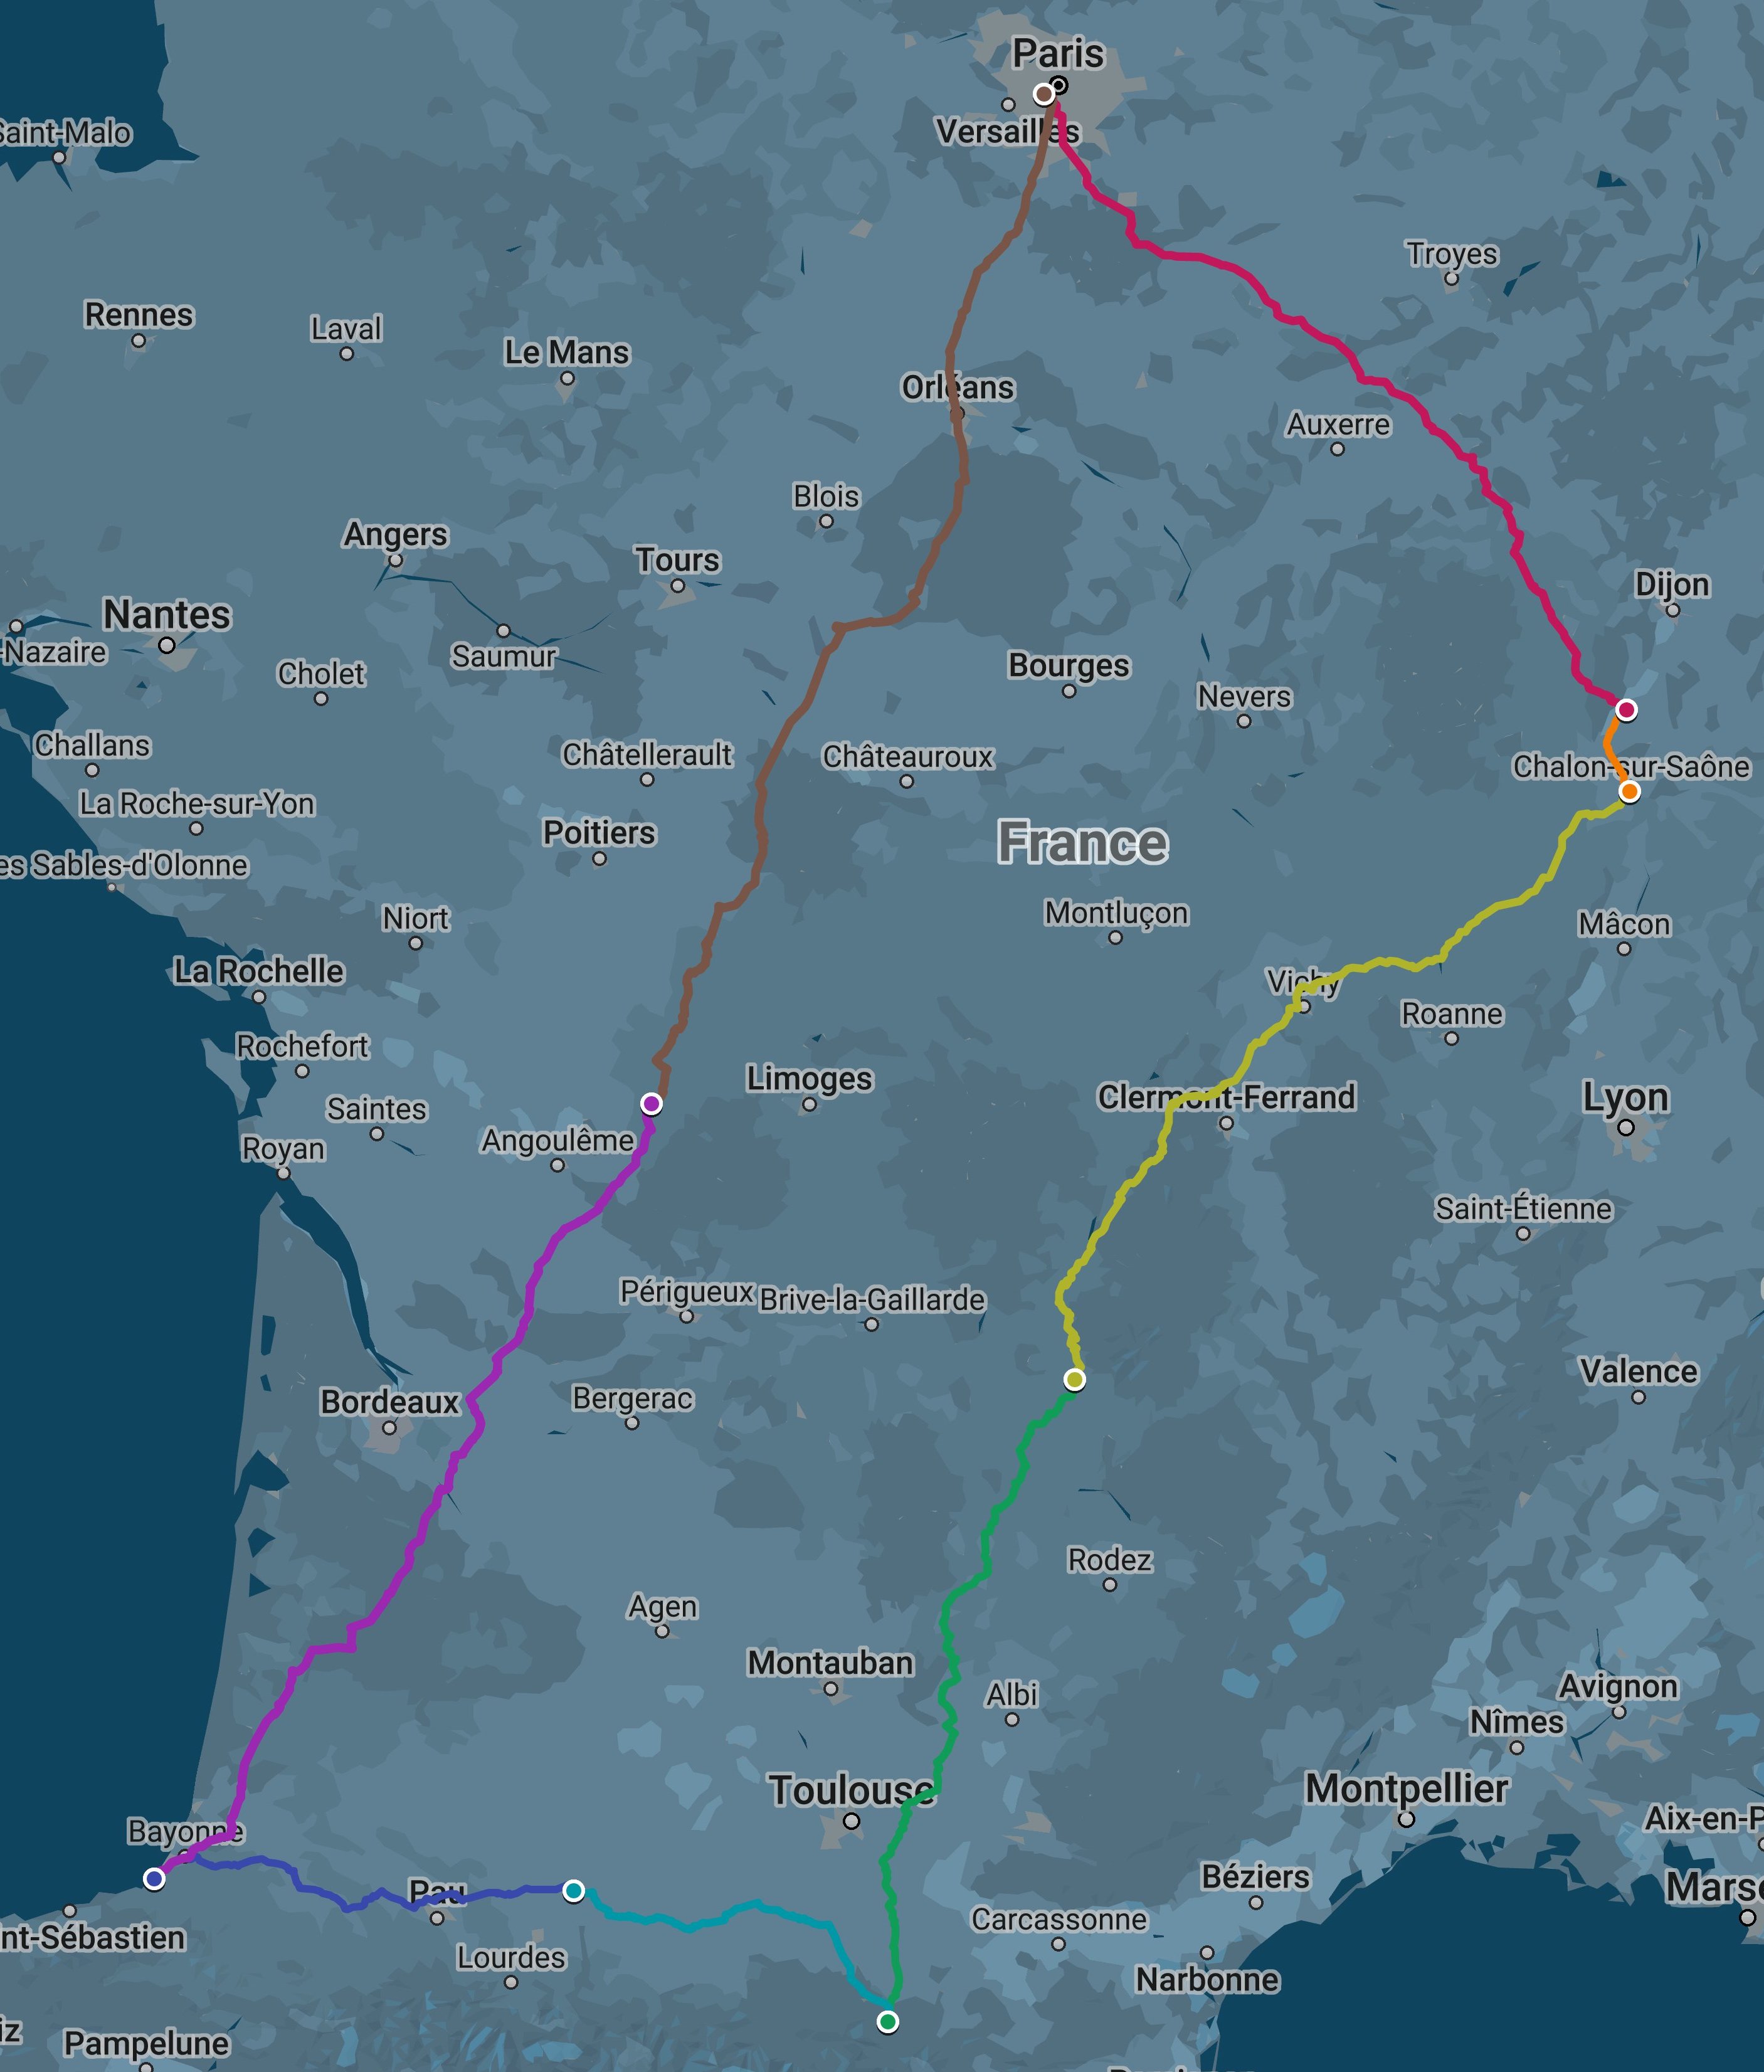 Paris
Saint-Malo
Versailles
Troyes
Rennes
Laval
Le Mans
Orléans
Auxerre
Blois
Angers
Tours
Dijon
Nantes
-Nazaire
Saumur
Cholet
Bourges
Nevers
Challans
Châtellerault
Châteauroux
Chalon-sur-Saône
La Roche-sur-Yon
Poitiers
France
es Sables-d'Olonne
Niort
Montluçon
Mâcon
La Rochelle
Vichy
Roanne
Rochefort
Limoges
Clermont-Ferrand
Lyon
Saintes
Angoulême
Royan
Saint-Étienne
Périgueux
Brive-la-Gaillarde
Valence
Bordeaux
Bergerac
Rodez
Agen
Montauban
Albi
Avignon
Nîmes
Toulouse
Montpellier
Aix-en-P
Bayonne
Béziers
Marse
Pau
Carcassonne
nt-Sébastien
Lourdes
Narbonne
iz
Pampelune